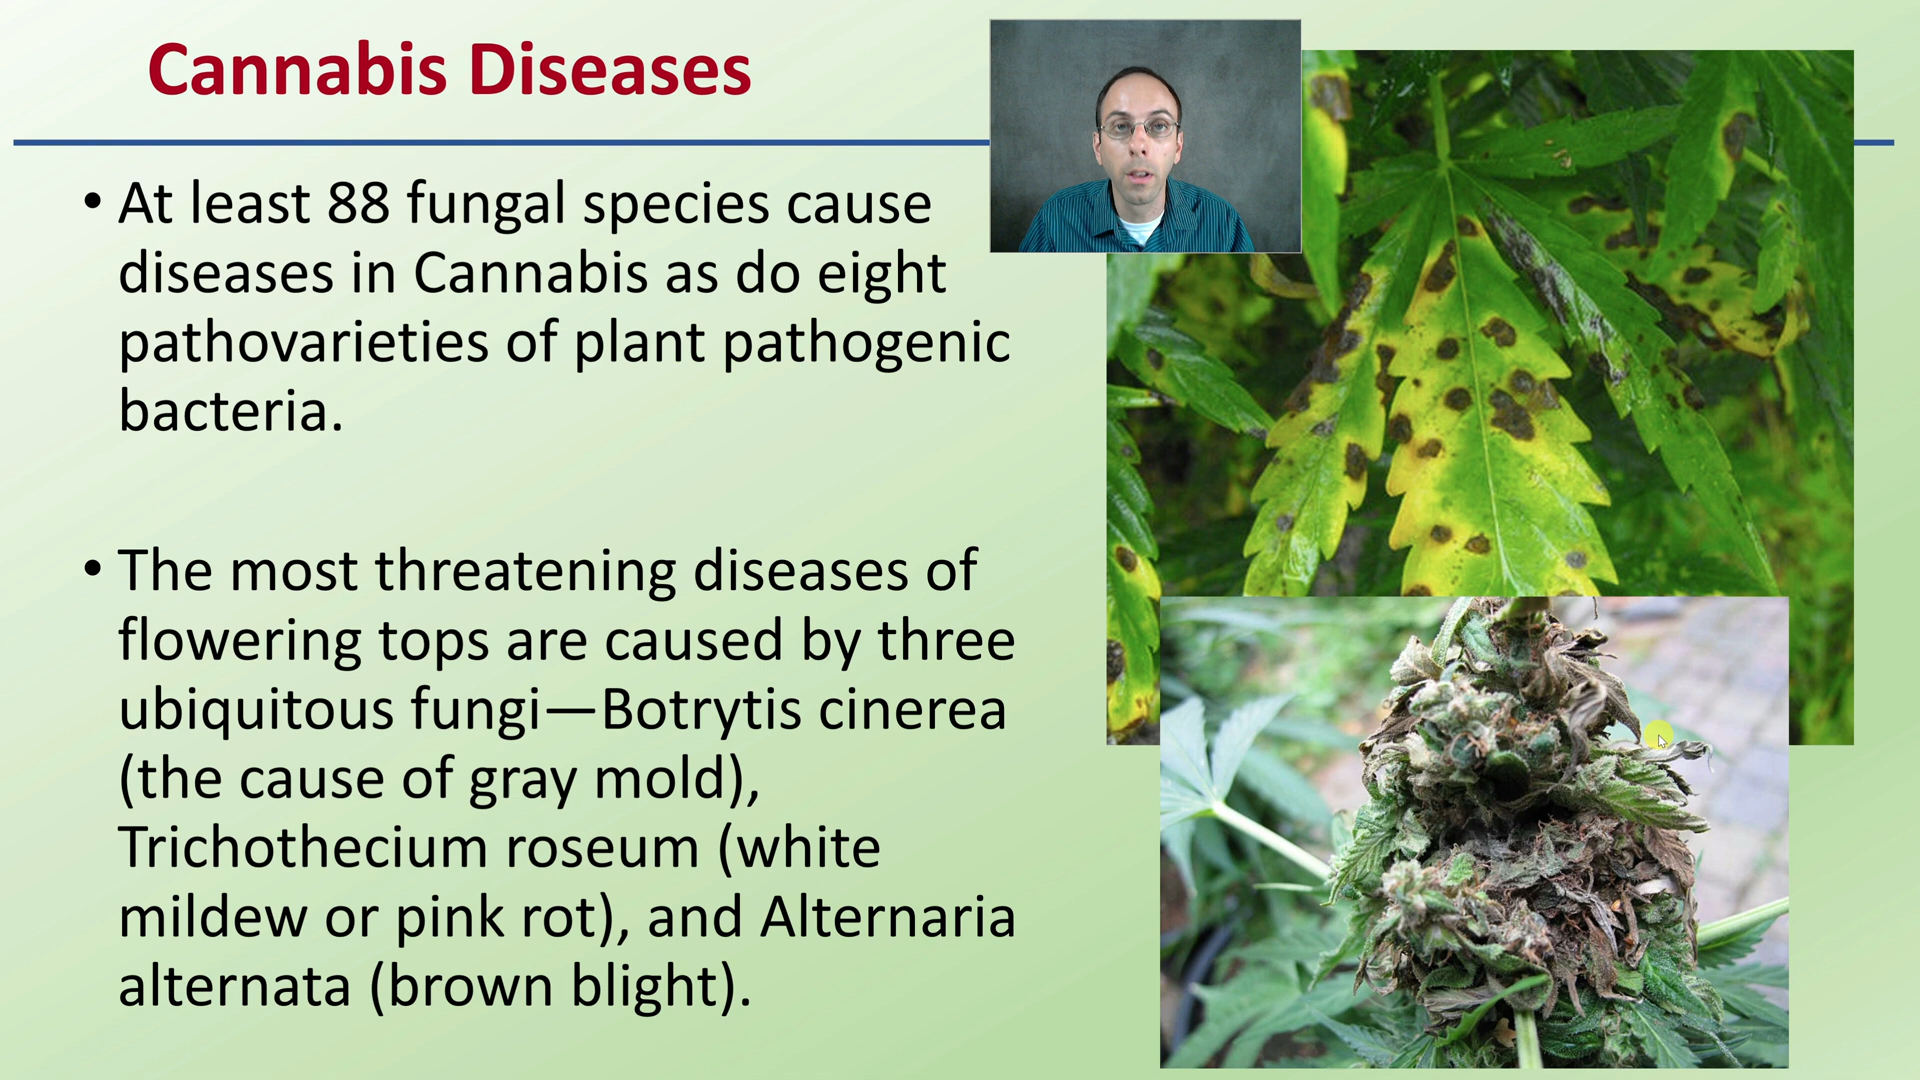 Cannabis Diseases
• At least 88 fungal species cause
diseases in Cannabis as do eight
pathovarieties of plant pathogenic
bacteria.
• The most threatening diseases of
flowering tops are caused by three
ubiquitous fungi—Botrytis cinerea
(the cause of gray mold),
Trichothecium roseum (white
mildew or pink rot), and Alternaria
alternata (brown blight).